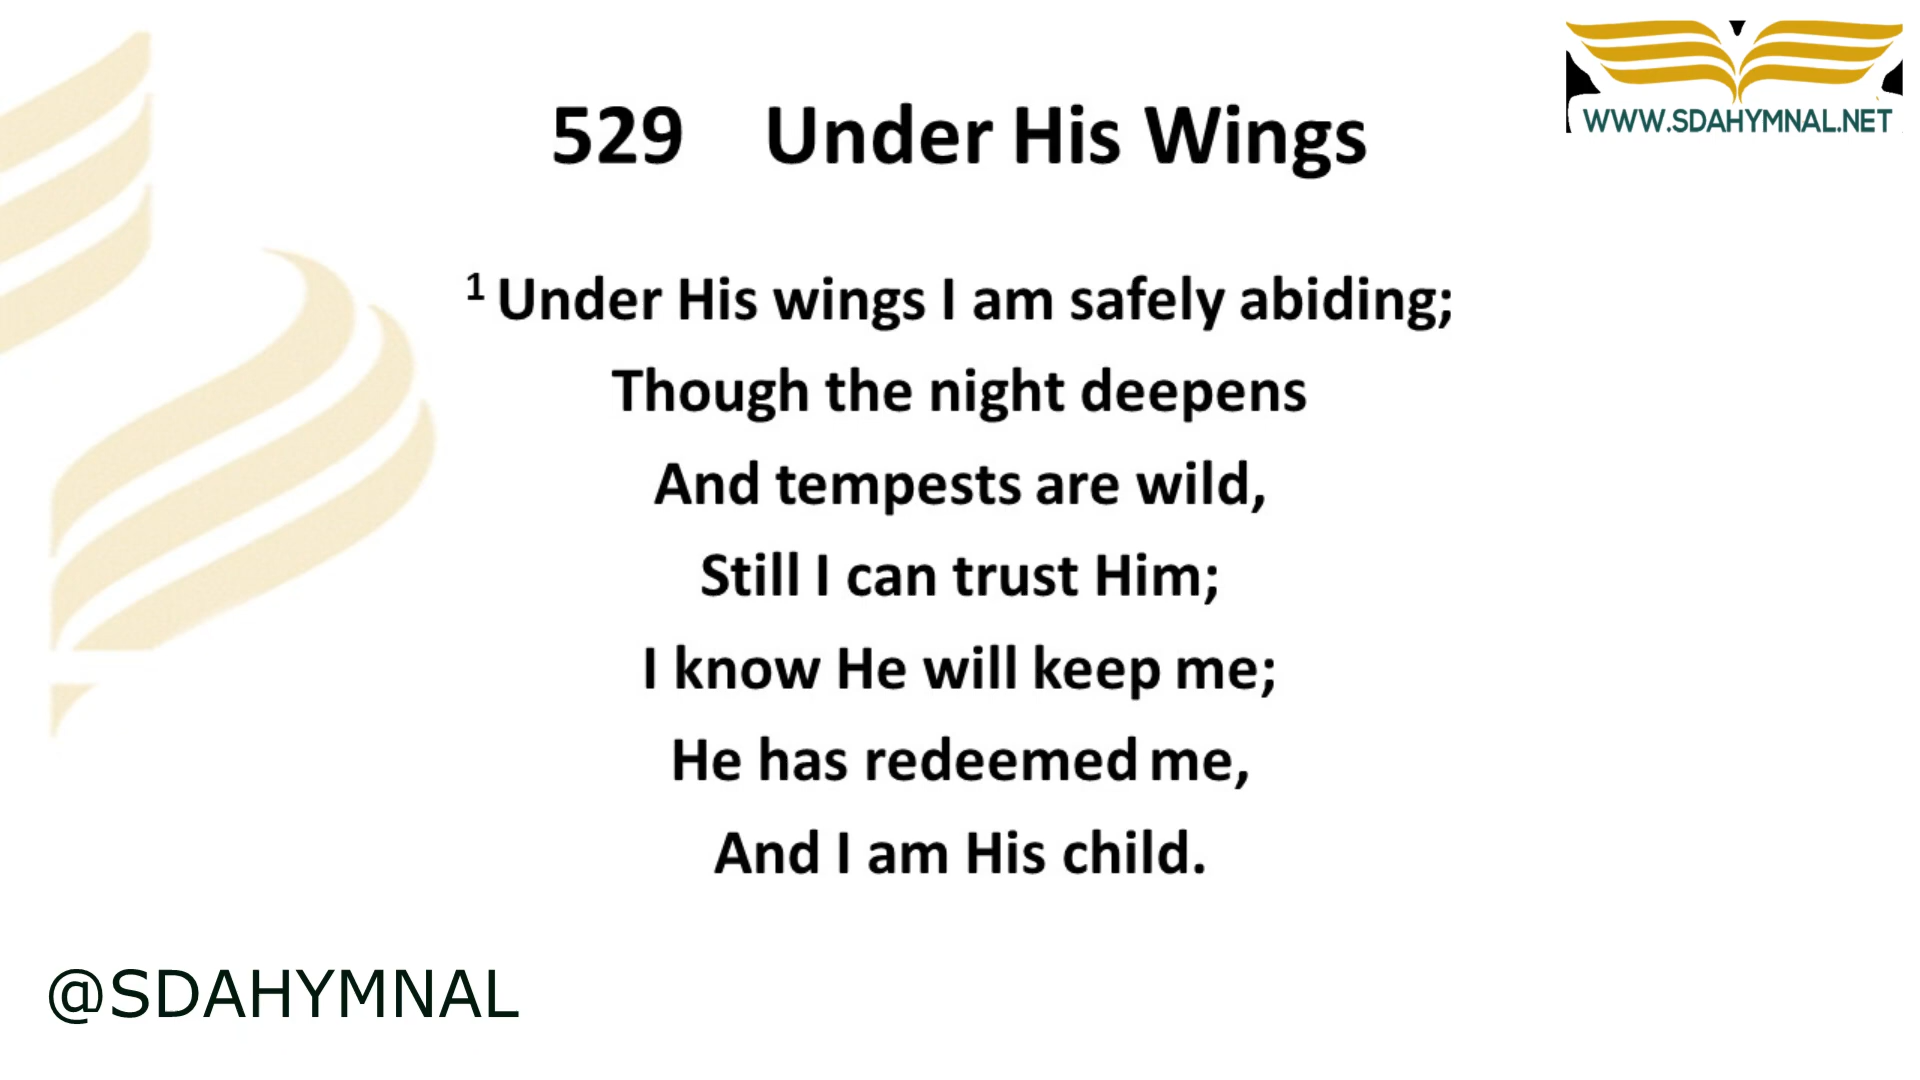 WWW.SDAHYMNAL.NET
529 Under His Wings
1 Under His wings I am safely abiding;
Though the night deepens
And tempests are wild,
Still I can trust Him;
I know He will keep me;
He has redeemed me,
And I am His child.
@SDAHYMNAL